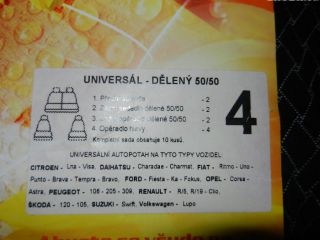 UNIVERSÁL - DĚLENÝ 50/50
1. - 2
2. dělené 50/50 - 2
3. dělené 50/50 - 2
4. Opěradlo hlavy - 4
Kompletní sada obsahuje 10 kusů.
4
UNIVERZÁLNÍ AUTOPOTAH NA TYTO TYPY VOZIDEL:
CITROEN - Lna - Visa, DAIHATSU - Charadae - Charmat, FIAT - Ritmo - Uno -
Punto - Brava - Tempra - Bravo, FORD - Fiesta - Ka - Fokus, OPEL - Corsa -
Astra, PEUGEOT - 106 - 205 - 309, RENAULT - R/5, R/19 - Clio,
ŠKODA - 120 - 105, SUZUKI - Swift, Volkswagen - Lupo